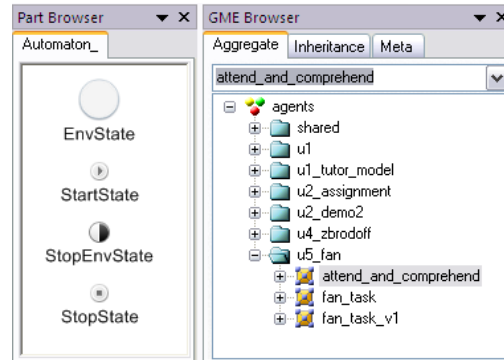 Part Browser
Automaton_
EnvState
StartState
StopEnvState
StopState
GME Browser
Aggregate Inheritance Meta
attend_and_comprehend
agents
shared
u1
u1_tutor_model
u2_assignment
u2_demo2
u4_zbrodoff
u5_fan
attend_and_comprehend
fan_task
fan_task_v1